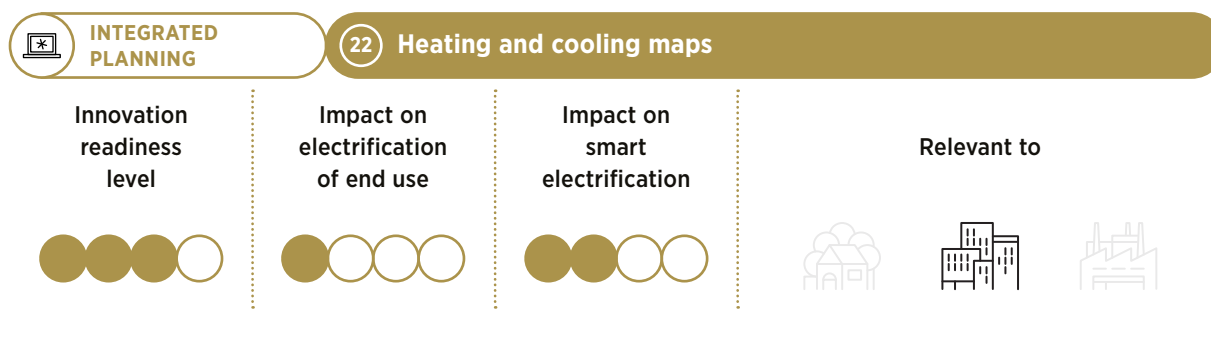 INTEGRATED
PLANNING
22 Heating and cooling maps
Innovation
readiness
level
Impact on
electrification
of end use
Impact on
smart
electrification
Relevant to